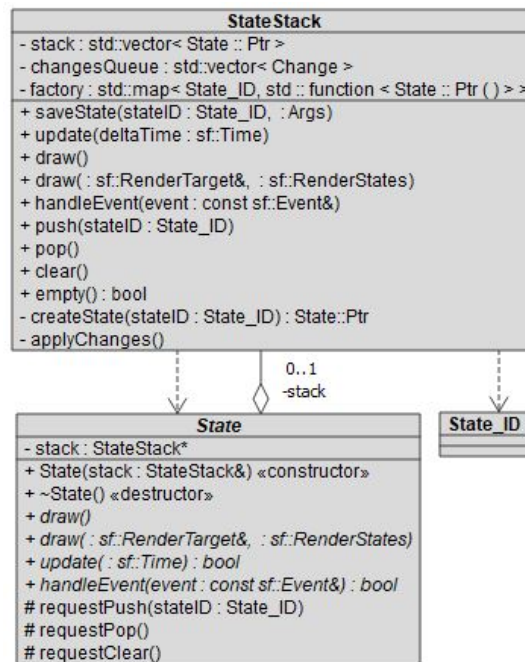 StateStack
- stack : std::vector< State :: Ptr >
- changesQueue : std::vector< Change >
- factory : std::map< State_ID, std :: function < State :: Ptr ( ) > >
+ saveState(stateID : State_ID,  : Args)
+ update(deltaTime : sf::Time)
+ draw()
+ draw( : sf::RenderTarget&,  : sf::RenderStates)
+ handleEvent(event : const sf::Event&)
+ push(stateID : State_ID)
+ pop()
+ clear()
+ empty() : bool
- createState(stateID : State_ID) : State::Ptr
- applyChanges()
0..1
-stack
State
- stack : StateStack*
+ State(stack : StateStack&) «constructor»
+ ~State() «destructor»
+ draw()
+ draw( : sf::RenderTarget&,  : sf::RenderStates)
+ update( : sf::Time) : bool
+ handleEvent(event : const sf::Event&) : bool
# requestPush(stateID : State_ID)
# requestPop()
# requestClear()
State_ID